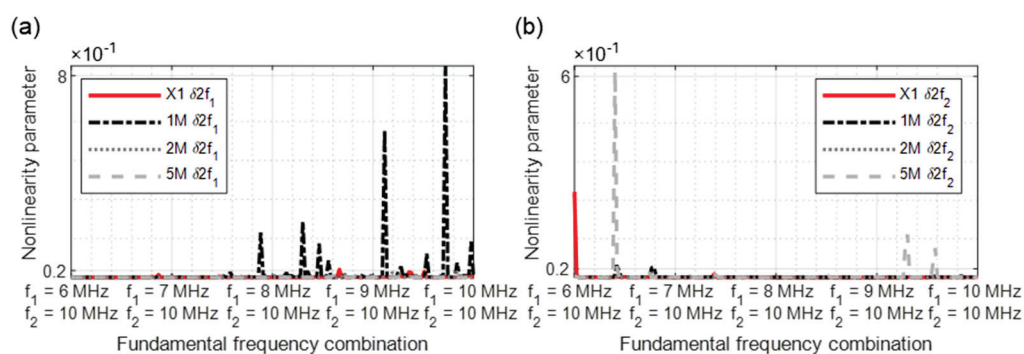 (a)
×10⁻¹
8
0.2
Nonlinearity parameter
X1 δ2f₁
1M δ2f₁
2M δ2f₁
5M δ2f₁
f₁ = 6 MHz f₁ = 7 MHz f₁ = 8 MHz f₁ = 9 MHz f₁ = 10 MHz
f₂ = 10 MHz f₂ = 10 MHz f₂ = 10 MHz f₂ = 10 MHz f₂ = 10 MHz
Fundamental frequency combination
(b)
×10⁻¹
6
0.2
Nonlinearity parameter
X1 δ2f₂
1M δ2f₂
2M δ2f₂
5M δ2f₂
f₁ = 6 MHz f₁ = 7 MHz f₁ = 8 MHz f₁ = 9 MHz f₁ = 10 MHz
f₂ = 10 MHz f₂ = 10 MHz f₂ = 10 MHz f₂ = 10 MHz f₂ = 10 MHz
Fundamental frequency combination